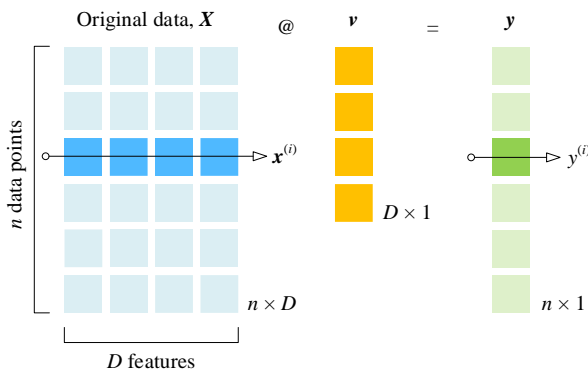 Original data, X @ v = y
n data points
x^(i)
y^(i)
D × 1
n × D
n × 1
D features